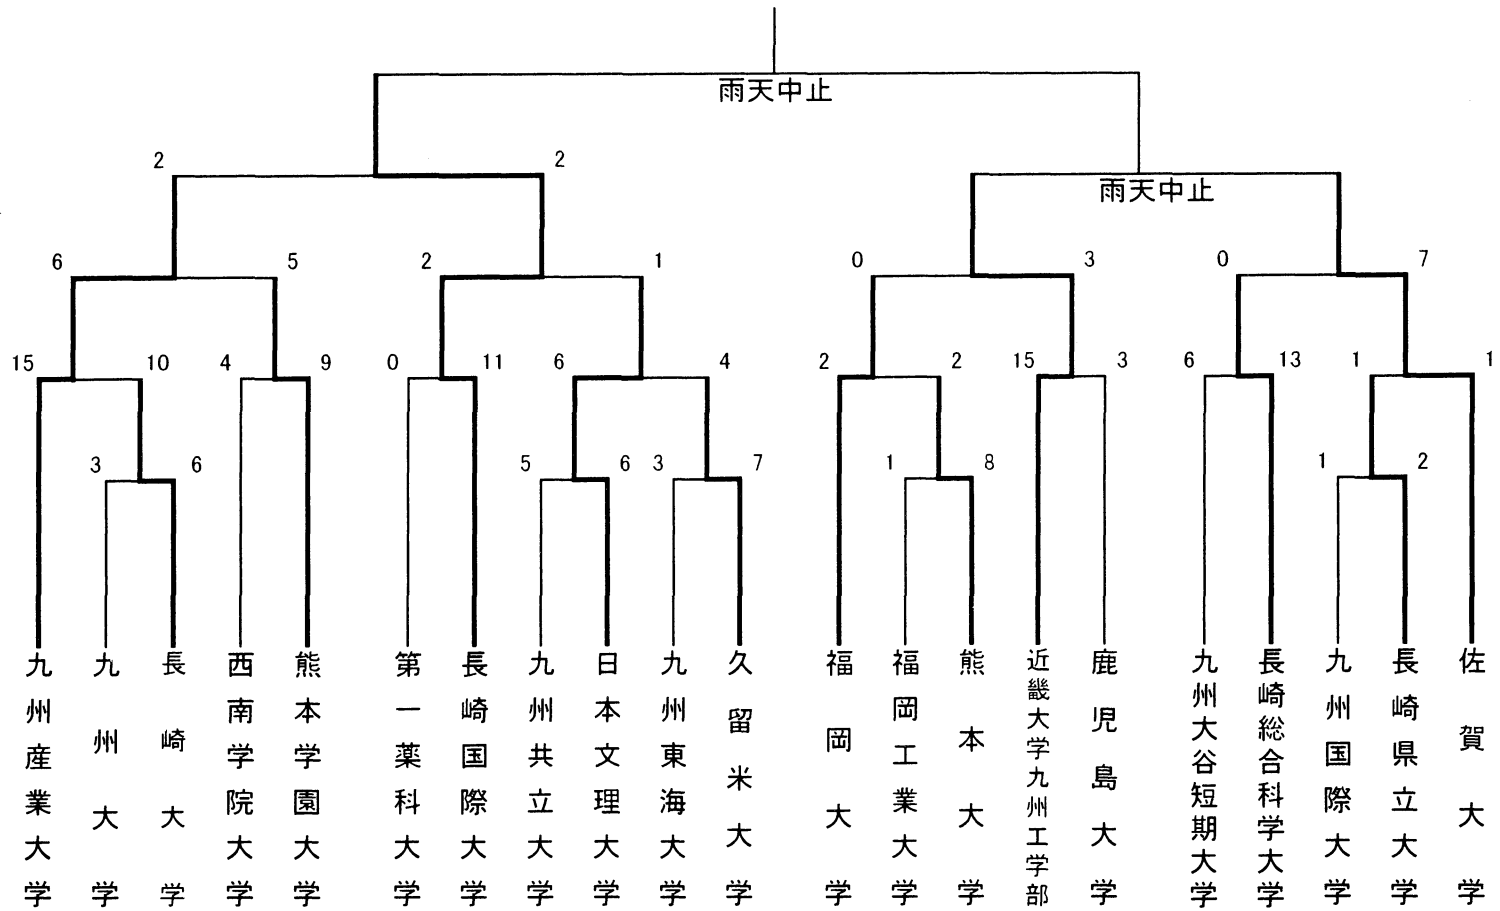 雨天中止
2 2
雨天中止
6 5 2 1 0 3 0 7
15 10 4 9 0 11 6 4 2 2 15 3 6 13 1 1
3 6 5 6 3 7 1 8 1 2
九州産業大学
九州大学
長崎大学
西南学院大学
熊本学園大学
第一薬科大学
長崎国際大学
九州共立大学
日本文理大学
九州東海大学
久留米大学
福岡大学
福岡工業大学
熊本大学
近畿大学九州工学部
鹿児島大学
九州大谷短期大学
長崎総合科学大学
九州国際大学
長崎県立大学
佐賀大学